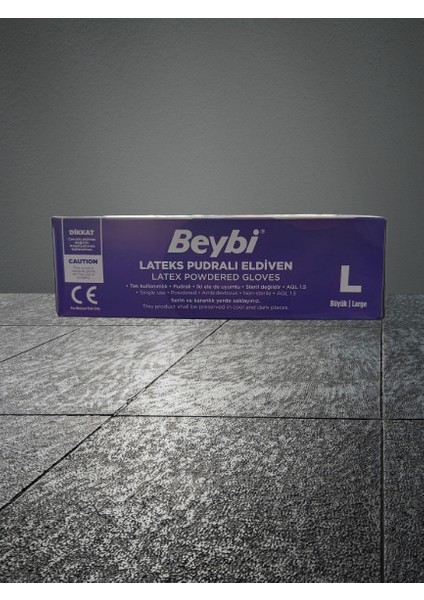 DİKKAT
CAUTION
CE
Beybi®
LATEKS PUDRALI ELDİVEN
LATEX POWDERED GLOVES
• Tek kullanımlık • Pudralı • İki ele de uyumlu • Steril değildir • AQL 1.5
• Single use • Powdered • Ambidextrous • Non-sterile • AQL 1.5
Serin ve karanlık yerde saklayınız.
This product shall be preserved in cool and dark places.
L
Büyük | Large